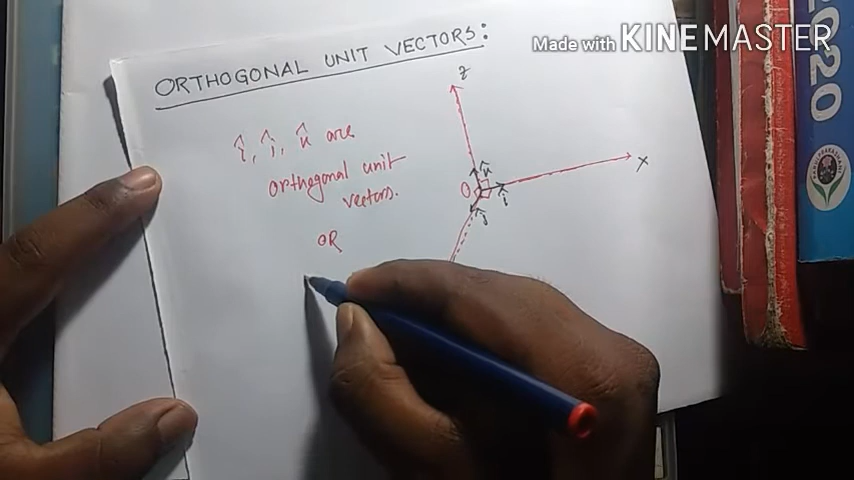 Made with KINEMASTER
ORTHOGONAL UNIT VECTORS:
î, ĵ, k̂ are
orthogonal unit
vectors.
OR
z
k̂
O
î
ĵ
X
2020